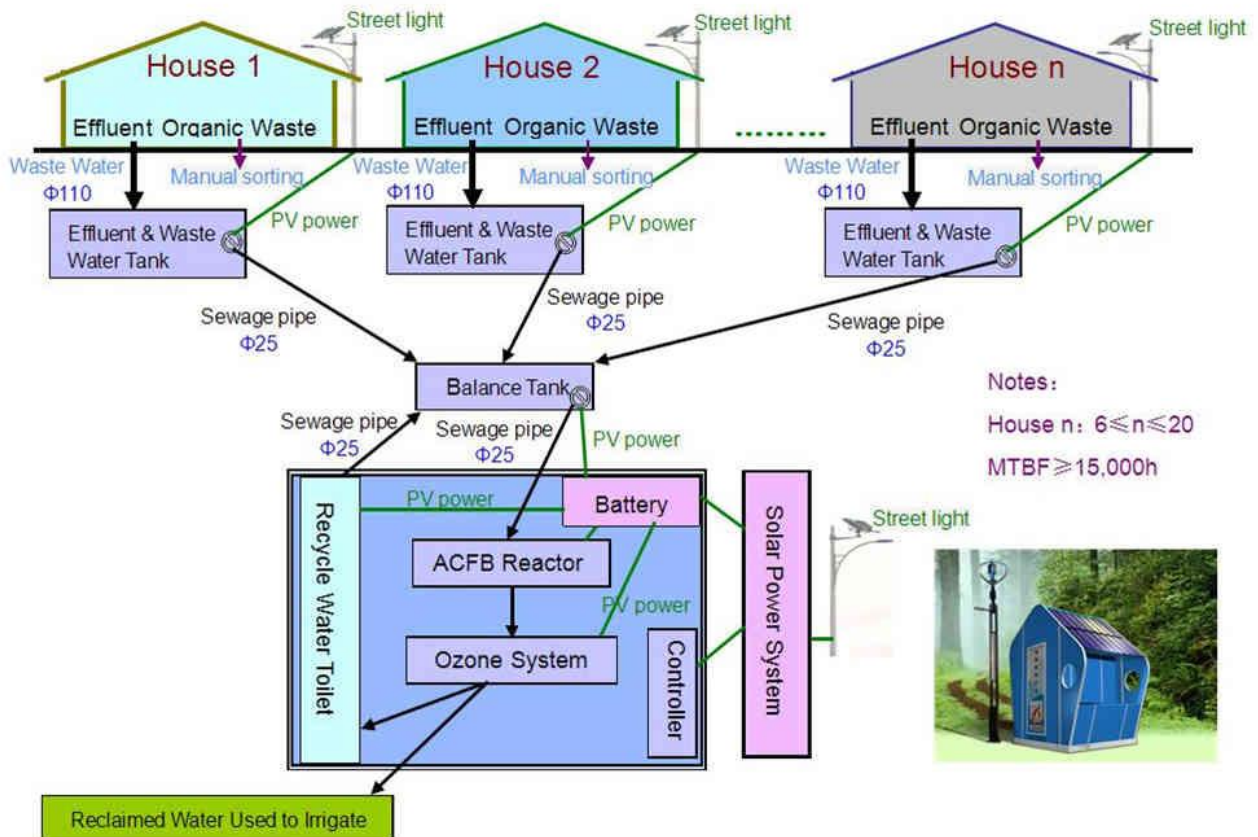 Street light
Street light
Street light
House 1
House 2
House n
Effluent Organic Waste
Effluent Organic Waste
Effluent Organic Waste
Waste Water
Φ110
Manual sorting
PV power
Waste Water
Φ110
Manual sorting
PV power
Waste Water
Φ110
Manual sorting
PV power
Effluent & Waste
Water Tank
Effluent & Waste
Water Tank
Effluent & Waste
Water Tank
Sewage pipe
Φ25
Sewage pipe
Φ25
Sewage pipe
Φ25
Balance Tank
Notes:
House n: 6≤n≤20
MTBF≥15,000h
Sewage pipe
Φ25
Sewage pipe
Φ25
PV power
Recycle Water Toilet
PV power
Battery
ACFB Reactor
PV power
Ozone System
Controller
Solar Power System
Street light
Reclaimed Water Used to Irrigate